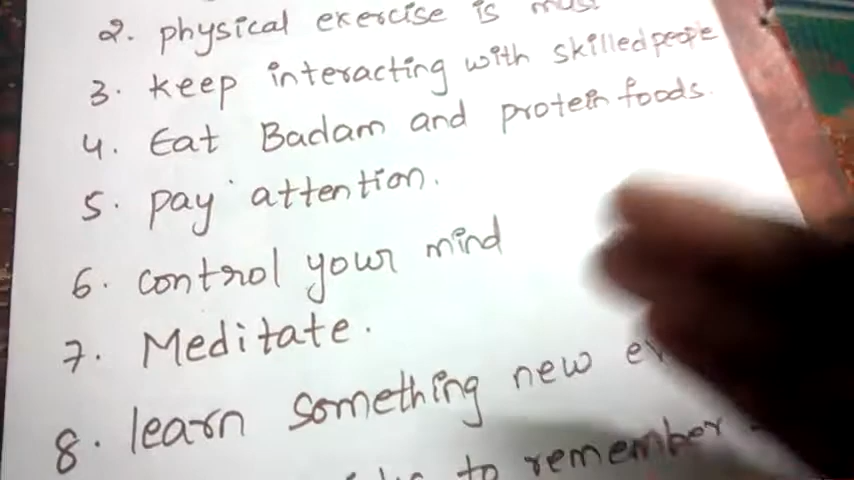 2. physical exercise is must
3. keep interacting with skilled people
4. Eat Badam and protein foods.
5. pay attention.
6. control your mind
7. Meditate.
8. learn something new
to remember